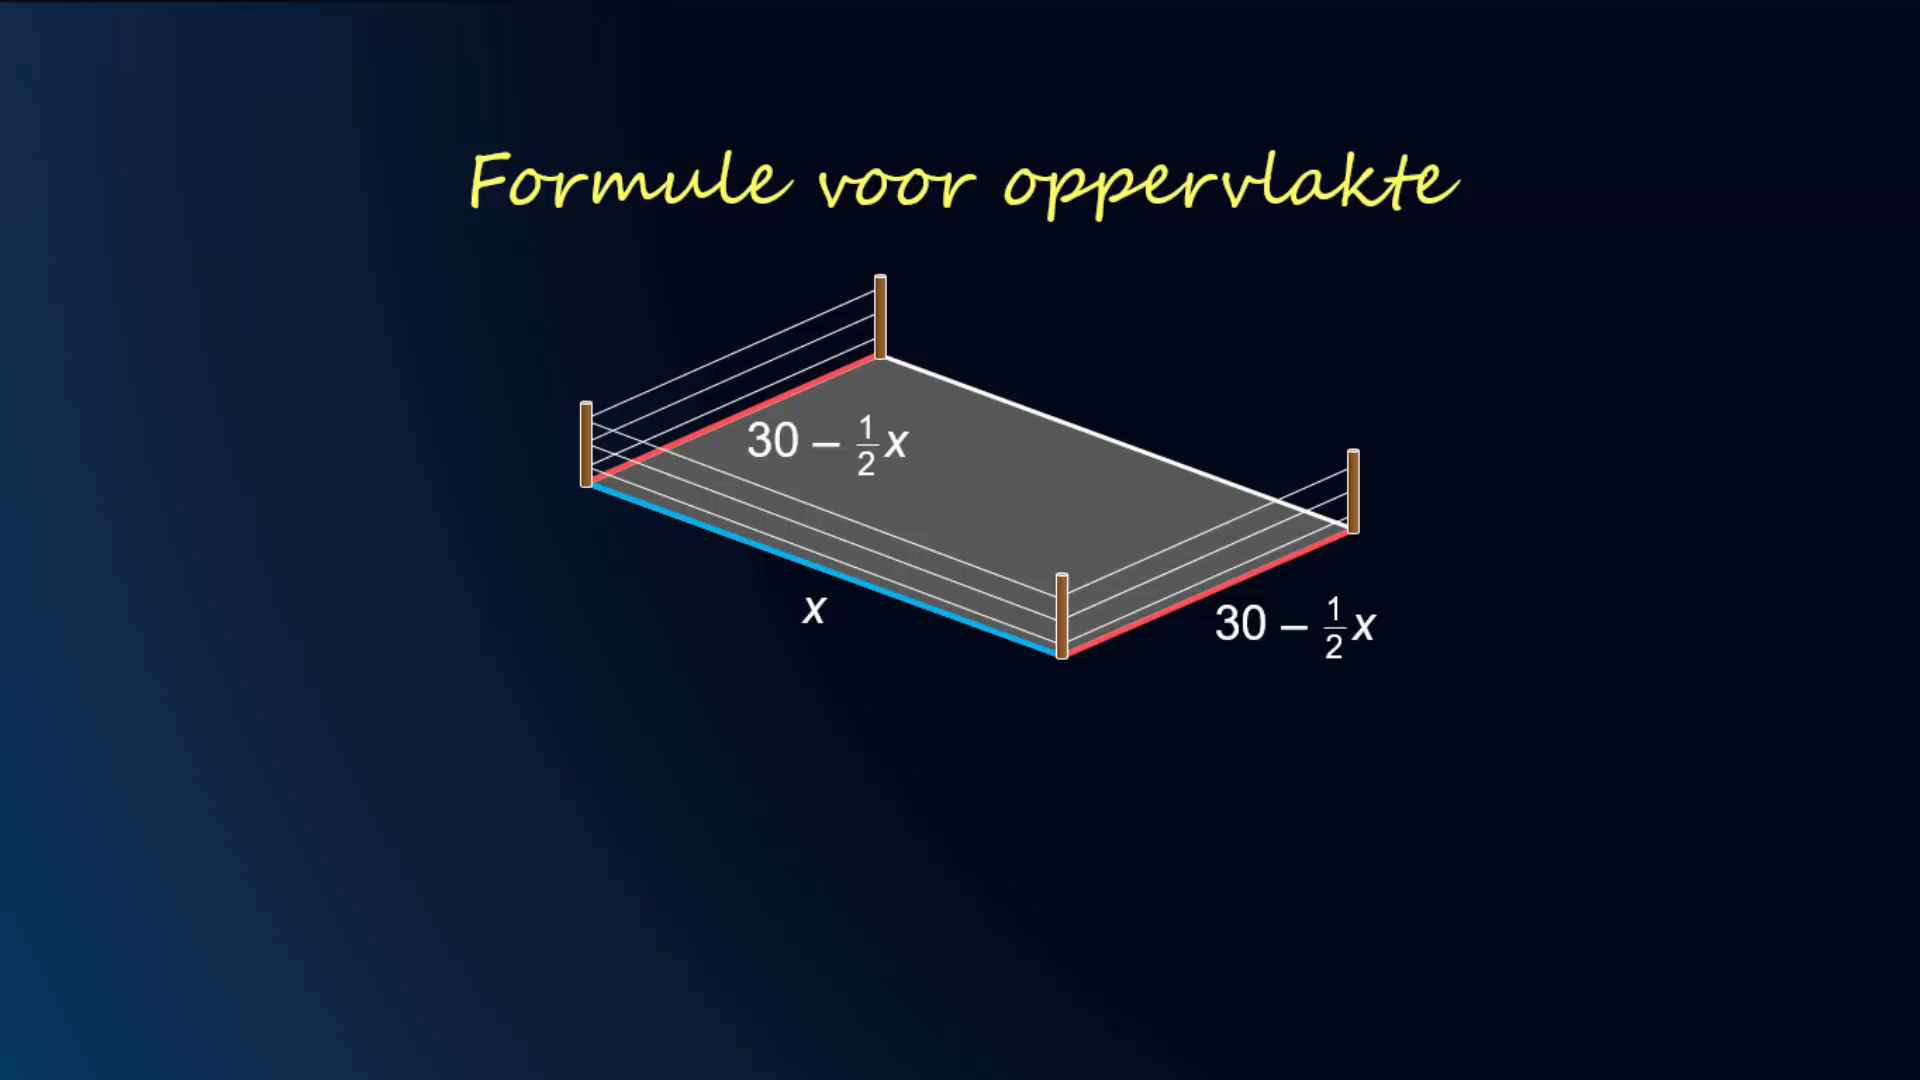 Formule voor oppervlakte
30 – ½x
x
30 – ½x